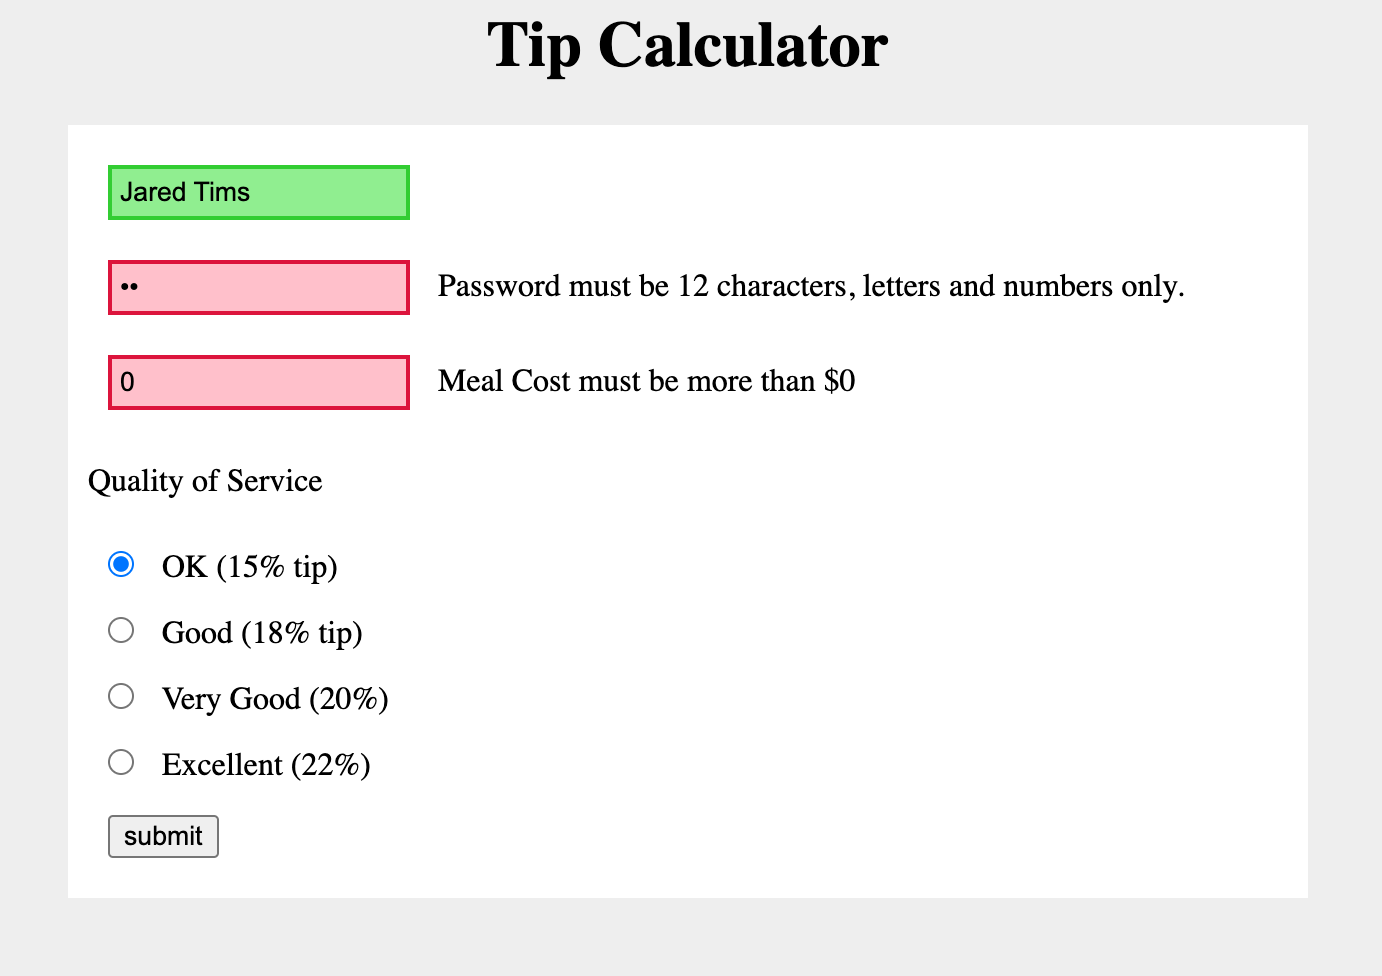 Tip Calculator
Jared Tims
•• Password must be 12 characters, letters and numbers only.
0 Meal Cost must be more than $0
Quality of Service
OK (15% tip)
Good (18% tip)
Very Good (20%)
Excellent (22%)
submit